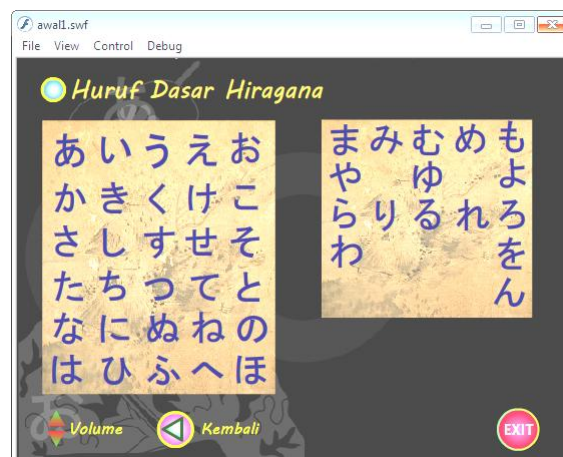 awal1.swf
File View Control Debug
Huruf Dasar Hiragana
あ い う え お
か き く け こ
さ し す せ そ
た ち つ て と
な に ぬ ね の
は ひ ふ へ ほ
ま み む め も
や ゆ よ
ら り る れ ろ
わ を
ん
Volume
Kembali
EXIT